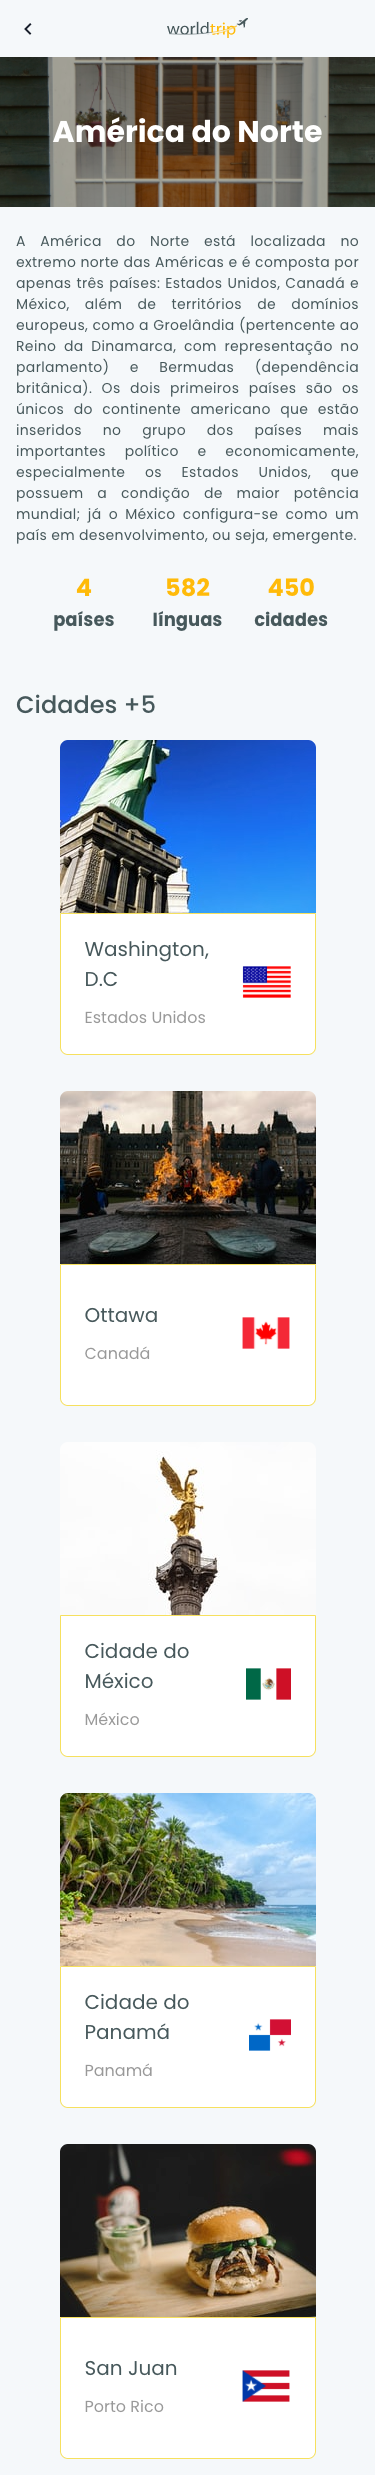 worldtrip
América do Norte
A América do Norte está localizada no
extremo norte das Américas e é composta por
apenas três países: Estados Unidos, Canadá e
México, além de territórios de domínios
europeus, como a Groelândia (pertencente ao
Reino da Dinamarca, com representação no
parlamento) e Bermudas (dependência
britânica). Os dois primeiros países são os
únicos do continente americano que estão
inseridos no grupo dos países mais
importantes político e economicamente,
especialmente os Estados Unidos, que
possuem a condição de maior potência
mundial; já o México configura-se como um
país em desenvolvimento, ou seja, emergente.
4 582 450
países línguas cidades
Cidades +5
Washington,
D.C
Estados Unidos
Ottawa
Canadá
Cidade do
México
México
Cidade do
Panamá
Panamá
San Juan
Porto Rico